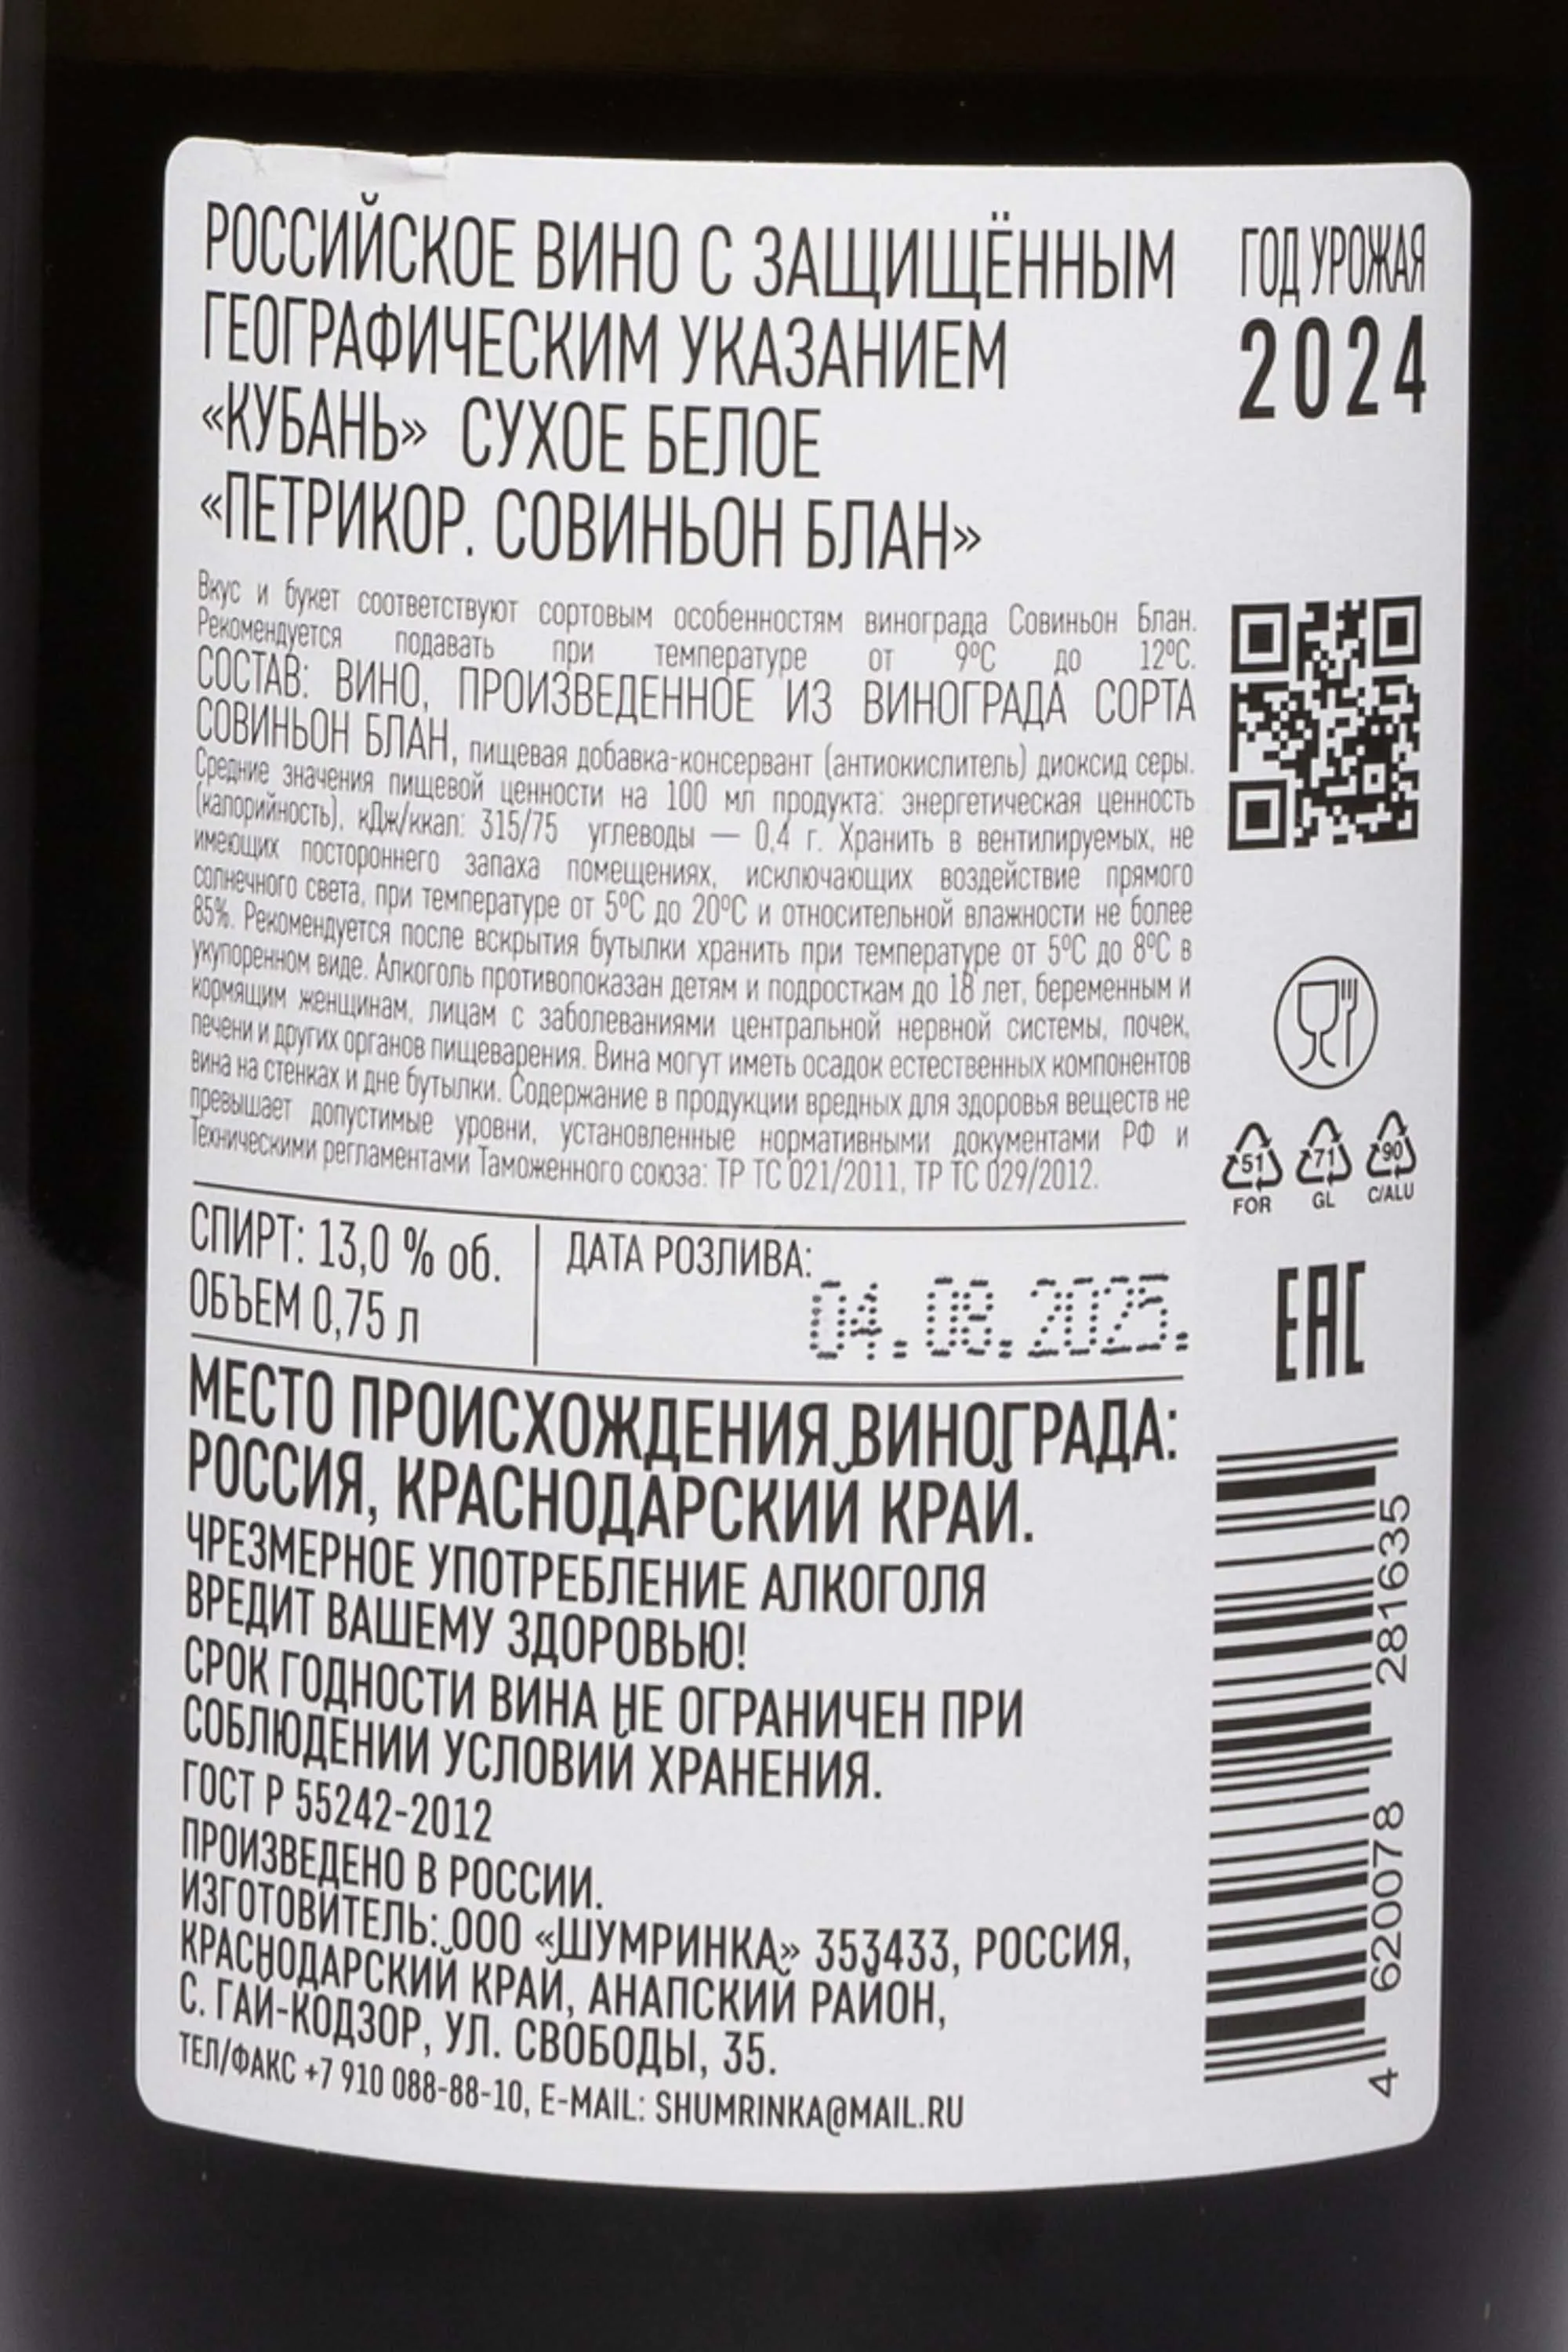 РОССИЙСКОЕ ВИНО С ЗАЩИЩЁННЫМ
ГЕОГРАФИЧЕСКИМ УКАЗАНИЕМ
«КУБАНЬ» СУХОЕ БЕЛОЕ
«ПЕТРИКОР. СОВИНЬОН БЛАН»
ГОД УРОЖАЯ
2024
Вкус и букет соответствуют сортовым особенностям винограда Совиньон Блан.
Рекомендуется подавать при температуре от 9°C до 12°C.
СОСТАВ: ВИНО, ПРОИЗВЕДЕННОЕ ИЗ ВИНОГРАДА СОРТА
СОВИНЬОН БЛАН, пищевая добавка-консервант (антиокислитель) диоксид серы.
Средние значения пищевой ценности на 100 мл продукта: энергетическая ценность
(калорийность), кДж/ккал: 315/75 углеводы — 0,4 г. Хранить в вентилируемых, не
имеющих постороннего запаха помещениях, исключающих воздействие прямого
солнечного света, при температуре от 5°C до 20°C и относительной влажности не более
85%. Рекомендуется после вскрытия бутылки хранить при температуре от 5°C до 8°C в
укупоренном виде. Алкоголь противопоказан детям и подросткам до 18 лет, беременным и
кормящим женщинам, лицам с заболеваниями центральной нервной системы, почек,
печени и других органов пищеварения. Вина могут иметь осадок естественных компонентов
вина на стенках и дне бутылки. Содержание в продукции вредных для здоровья веществ не
превышает допустимые уровни, установленные нормативными документами РФ и
Техническими регламентами Таможенного союза: ТР ТС 021/2011, ТР ТС 029/2012.
51 71 90
FOR GL C/ALU
СПИРТ: 13,0 % об.
ОБЪЕМ 0,75 л
ДАТА РОЗЛИВА:
04.08.2025.
EAC
МЕСТО ПРОИСХОЖДЕНИЯ ВИНОГРАДА:
РОССИЯ, КРАСНОДАРСКИЙ КРАЙ.
ЧРЕЗМЕРНОЕ УПОТРЕБЛЕНИЕ АЛКОГОЛЯ
ВРЕДИТ ВАШЕМУ ЗДОРОВЬЮ!
СРОК ГОДНОСТИ ВИНА НЕ ОГРАНИЧЕН ПРИ
СОБЛЮДЕНИИ УСЛОВИЙ ХРАНЕНИЯ.
ГОСТ Р 55242-2012
ПРОИЗВЕДЕНО В РОССИИ.
ИЗГОТОВИТЕЛЬ: ООО «ШУМРИНКА» 353433, РОССИЯ,
КРАСНОДАРСКИЙ КРАЙ, АНАПСКИЙ РАЙОН,
С. ГАЙ-КОДЗОР, УЛ. СВОБОДЫ, 35.
ТЕЛ/ФАКС +7 910 088-88-10, E-MAIL: SHUMRINKA@MAIL.RU
4 620078 281635